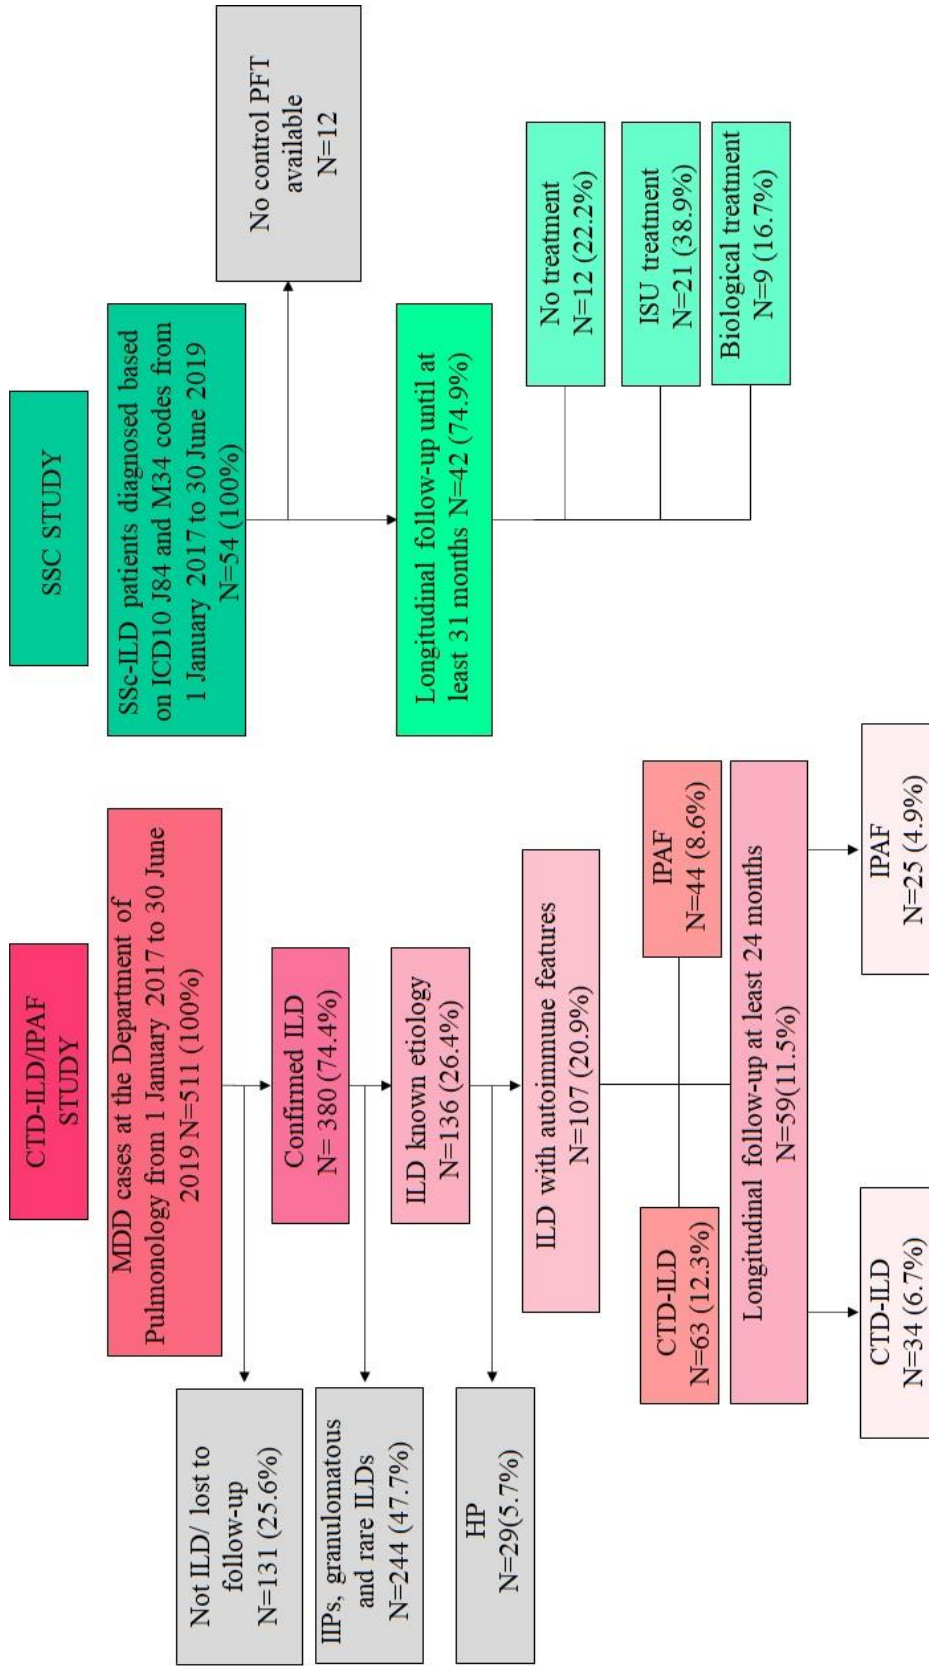 CTD-ILD/IPAF
STUDY
MDD cases at the Department of
Pulmonology from 1 January 2017 to 30 June
2019 N=511 (100%)
Not ILD/ lost to
follow-up
N=131 (25.6%)
Confirmed ILD
N= 380 (74.4%)
IIPs, granulomatous
and rare ILDs
N=244 (47.7%)
ILD known etiology
N=136 (26.4%)
HP
N=29(5.7%)
ILD with autoimmune features
N=107 (20.9%)
CTD-ILD
N=63 (12.3%)
IPAF
N=44 (8.6%)
Longitudinal follow-up at least 24 months
N=59(11.5%)
CTD-ILD
N=34 (6.7%)
IPAF
N=25 (4.9%)
SSC STUDY
SSc-ILD patients diagnosed based
on ICD10 J84 and M34 codes from
1 January 2017 to 30 June 2019
N=54 (100%)
No control PFT
available
N=12
Longitudinal follow-up until at
least 31 months N=42 (74.9%)
No treatment
N=12 (22.2%)
ISU treatment
N=21 (38.9%)
Biological treatment
N=9 (16.7%)